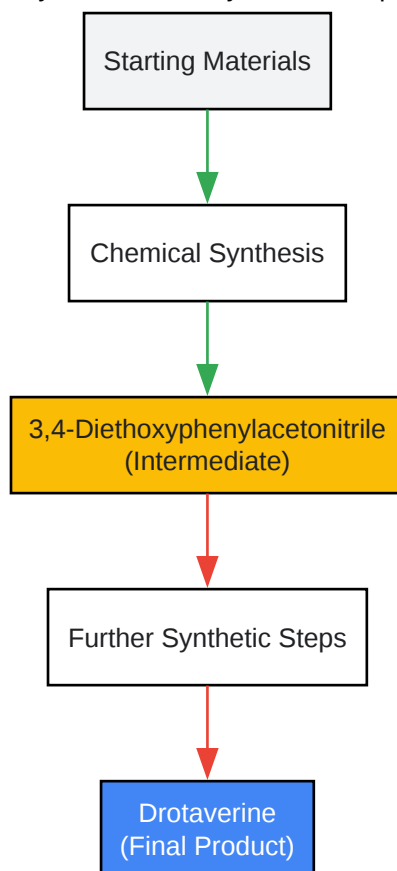 Starting Materials
Chemical Synthesis
3,4-Diethoxyphenylacetonitrile
(Intermediate)
Further Synthetic Steps
Drotaverine
(Final Product)